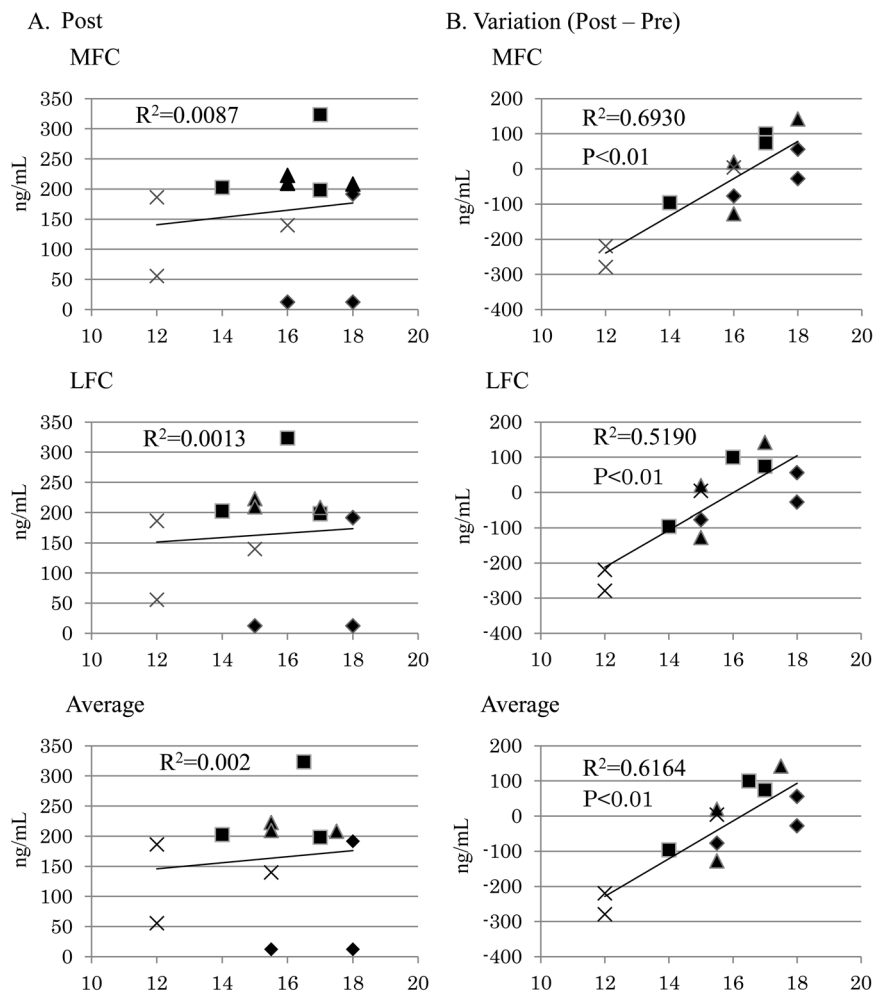 A. Post
MFC
R²=0.0087
ng/mL
350
300
250
200
150
100
50
0
10 12 14 16 18 20
B. Variation (Post – Pre)
MFC
R²=0.6930
P<0.01
ng/mL
200
100
0
-100
-200
-300
-400
10 12 14 16 18 20
LFC
R²=0.0013
ng/mL
350
300
250
200
150
100
50
0
10 12 14 16 18 20
LFC
R²=0.5190
P<0.01
ng/mL
200
100
0
-100
-200
-300
-400
10 12 14 16 18 20
Average
R²=0.002
ng/mL
350
300
250
200
150
100
50
0
10 12 14 16 18 20
Average
R²=0.6164
P<0.01
ng/mL
200
100
0
-100
-200
-300
-400
10 12 14 16 18 20